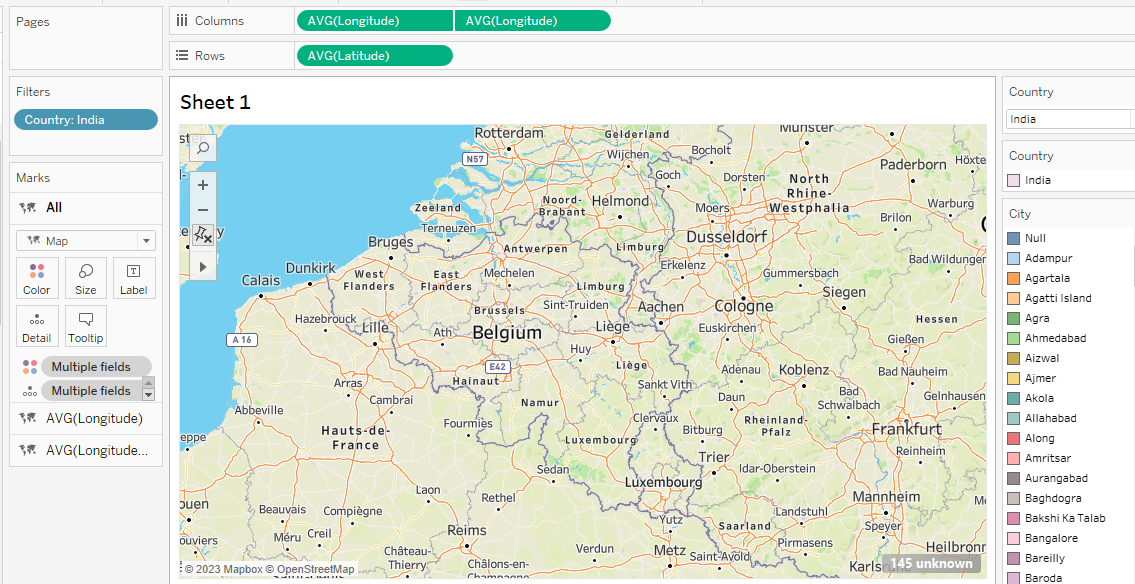 Pages
Columns
AVG(Longitude)
AVG(Longitude)
Rows
AVG(Latitude)
Filters
Country: India
Marks
All
Map
Color
Size
Label
Detail
Tooltip
Multiple fields
Multiple fields
AVG(Longitude)
AVG(Longitude...
Sheet 1
Rotterdam
Gelderland
Munster
N57
Wijchen
Bocholt
Paderborn
Höxte
Goch
Dorsten
North
Rhine-
Westphalia
Zeeland
Noord-
Brabant
Helmond
Moers
Warburg
Terneuzen
Brilon
Bruges
Antwerpen
Limburg
Dusseldorf
Bad Wildungen
Erkelenz
Calais
Dunkirk
West
Flanders
East
Flanders
Mechelen
Limburg
Gummersbach
Siegen
Sint-Truiden
Aachen
Cologne
Hazebrouck
Lille
Brussels
Ath
Belgium
Liège
Euskirchen
Hessen
A 16
Gießen
Huy
E42
Liège
Adenau
Koblenz
Bad Nauheim
Arras
Hainaut
Sankt Vith
Cambrai
Namur
Daun
Bad
Schwalbach
Gelnhausen
Abbeville
Fourmies
Clervaux
Bitburg
Rheinland-
Pfalz
Frankfurt
Hauts-de-
France
Luxembourg
Reinheim
Trier
Idar-Oberstein
Sedan
Luxembourg
Laon
Rethel
Mannheim
Beauvais
Compiègne
Landstuhl
Speyer
Yutz
Saarland
Creil
Méru
Reims
Pirmasens
Heilbronn
Château-
Thierry
Châlons-en-
Champagne
Verdun
Metz
Saint-Avold
Karlsru
© 2023 Mapbox © OpenStreetMap
145 unknown
Country
India
Country
India
City
Null
Adampur
Agartala
Agatti Island
Agra
Ahmedabad
Aizwal
Ajmer
Akola
Allahabad
Along
Amritsar
Aurangabad
Baghdogra
Bakshi Ka Talab
Bangalore
Bareilly
Baroda